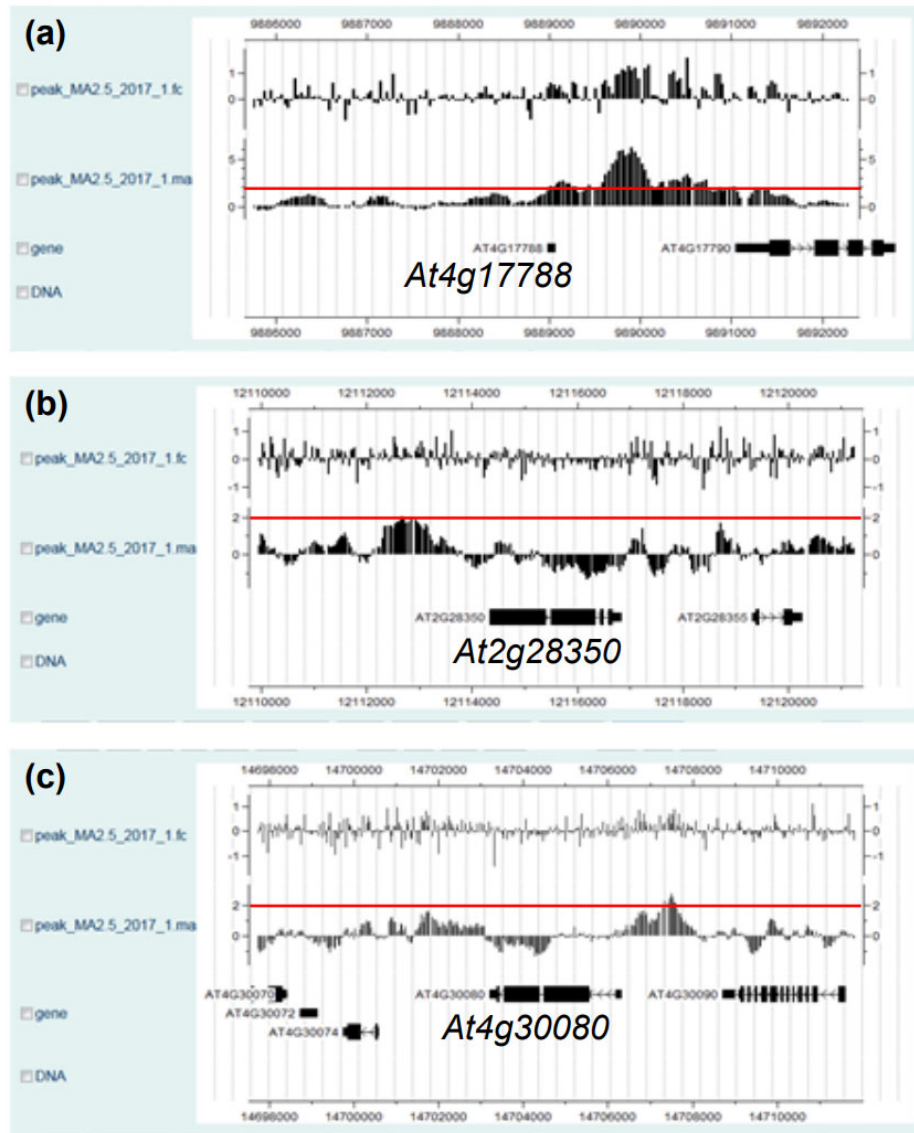 (a)
9886000 9887000 9888000 9889000 9890000 9891000 9892000
peak_MA2.5_2017_1.fc
1 1
0 0
peak_MA2.5_2017_1.ma
5 5
0 0
gene AT4G17788 AT4G17790
At4g17788
DNA
9886000 9887000 9888000 9889000 9890000 9891000 9892000
(b)
12110000 12112000 12114000 12116000 12118000 12120000
1 1
peak_MA2.5_2017_1.fc 0 0
-1 -1
2 2
peak_MA2.5_2017_1.ma 0 0
gene AT2G28350 AT2G28355
At2g28350
DNA
12110000 12112000 12114000 12116000 12118000 12120000
(c)
14698000 14700000 14702000 14704000 14706000 14708000 14710000
1 1
peak_MA2.5_2017_1.fc 0 0
-1 -1
2 2
peak_MA2.5_2017_1.ma 0 0
AT4G30070 AT4G30080 AT4G30090
gene AT4G30072
AT4G30074 At4g30080
DNA
14698000 14700000 14702000 14704000 14706000 14708000 14710000